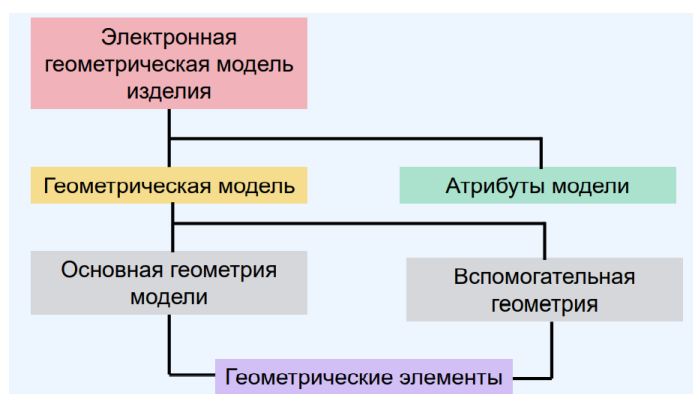 Электронная
геометрическая модель
изделия
Геометрическая модель
Атрибуты модели
Основная геометрия
модели
Вспомогательная
геометрия
Геометрические элементы